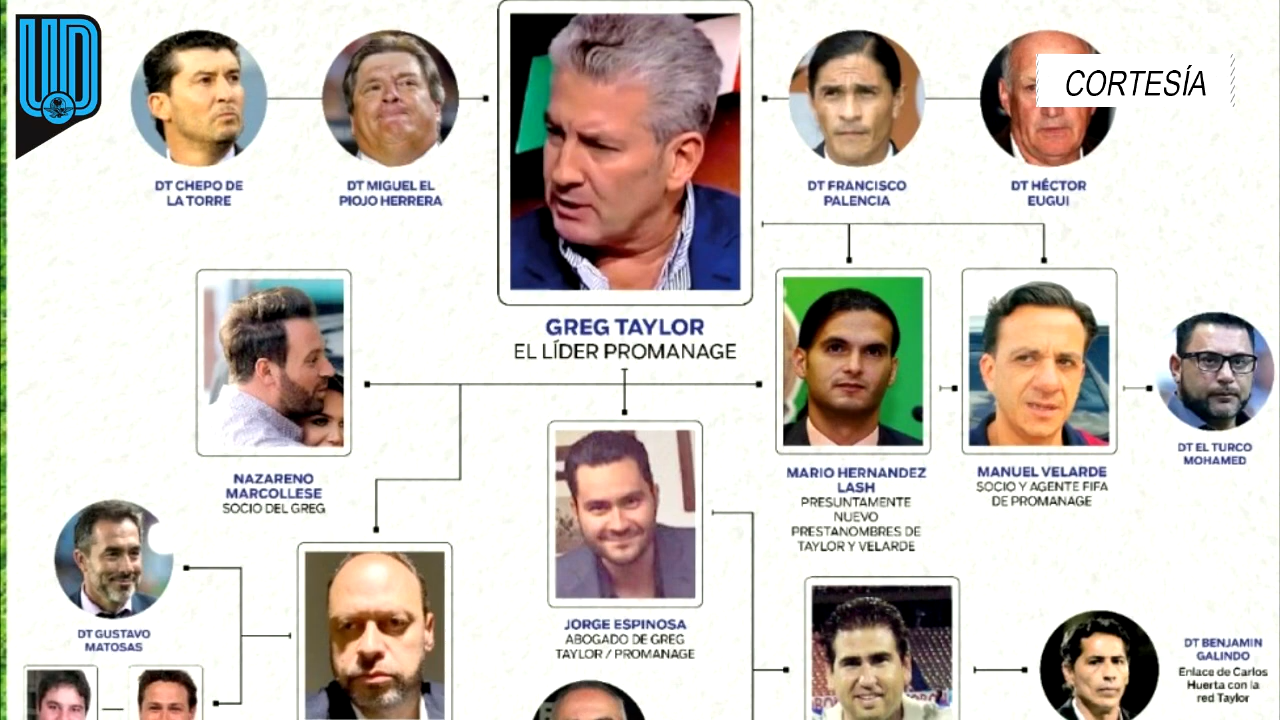 UD
CORTESÍA
DT CHEPO DE
LA TORRE
DT MIGUEL EL
PIOJO HERRERA
DT FRANCISCO
PALENCIA
DT HÉCTOR
EUGUI
GREG TAYLOR
EL LÍDER PROMANAGE
NAZARENO
MARCOLLESE
SOCIO DEL GREG
MARIO HERNANDEZ
LASH
PRESUNTAMENTE
NUEVO
PRESTANOMBRES DE
TAYLOR Y VELARDE
MANUEL VELARDE
SOCIO Y AGENTE FIFA
DE PROMANAGE
DT EL TURCO
MOHAMED
DT GUSTAVO
MATOSAS
JORGE ESPINOSA
ABOGADO DE GREG
TAYLOR / PROMANAGE
DT BENJAMIN
GALINDO
Enlace de Carlos
Huerta con la
red Taylor